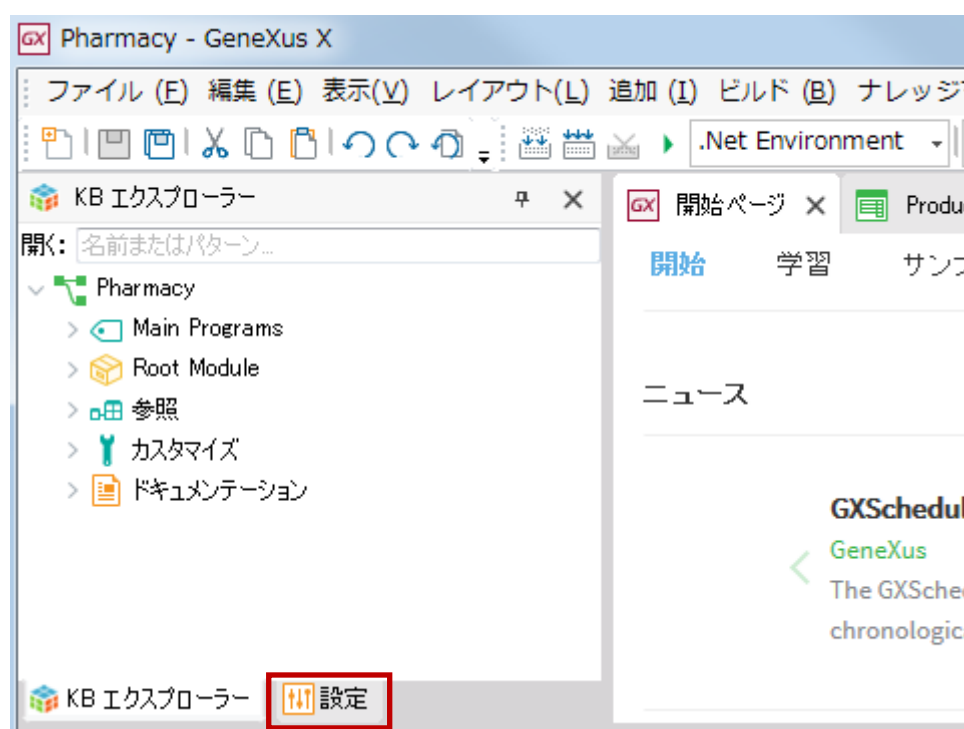 GX Pharmacy - GeneXus X
ファイル (F) 編集 (E) 表示(V) レイアウト(L) 追加 (I) ビルド (B) ナレッジ
.Net Environment
KB エクスプローラー
GX 開始ページ Produ
開く: 名前またはパターン...
開始 学習 サンプ
Pharmacy
Main Programs
Root Module
参照
カスタマイズ
ドキュメンテーション
ニュース
GXSchedul
GeneXus
The GXSched
chronologic
KB エクスプローラー 設定